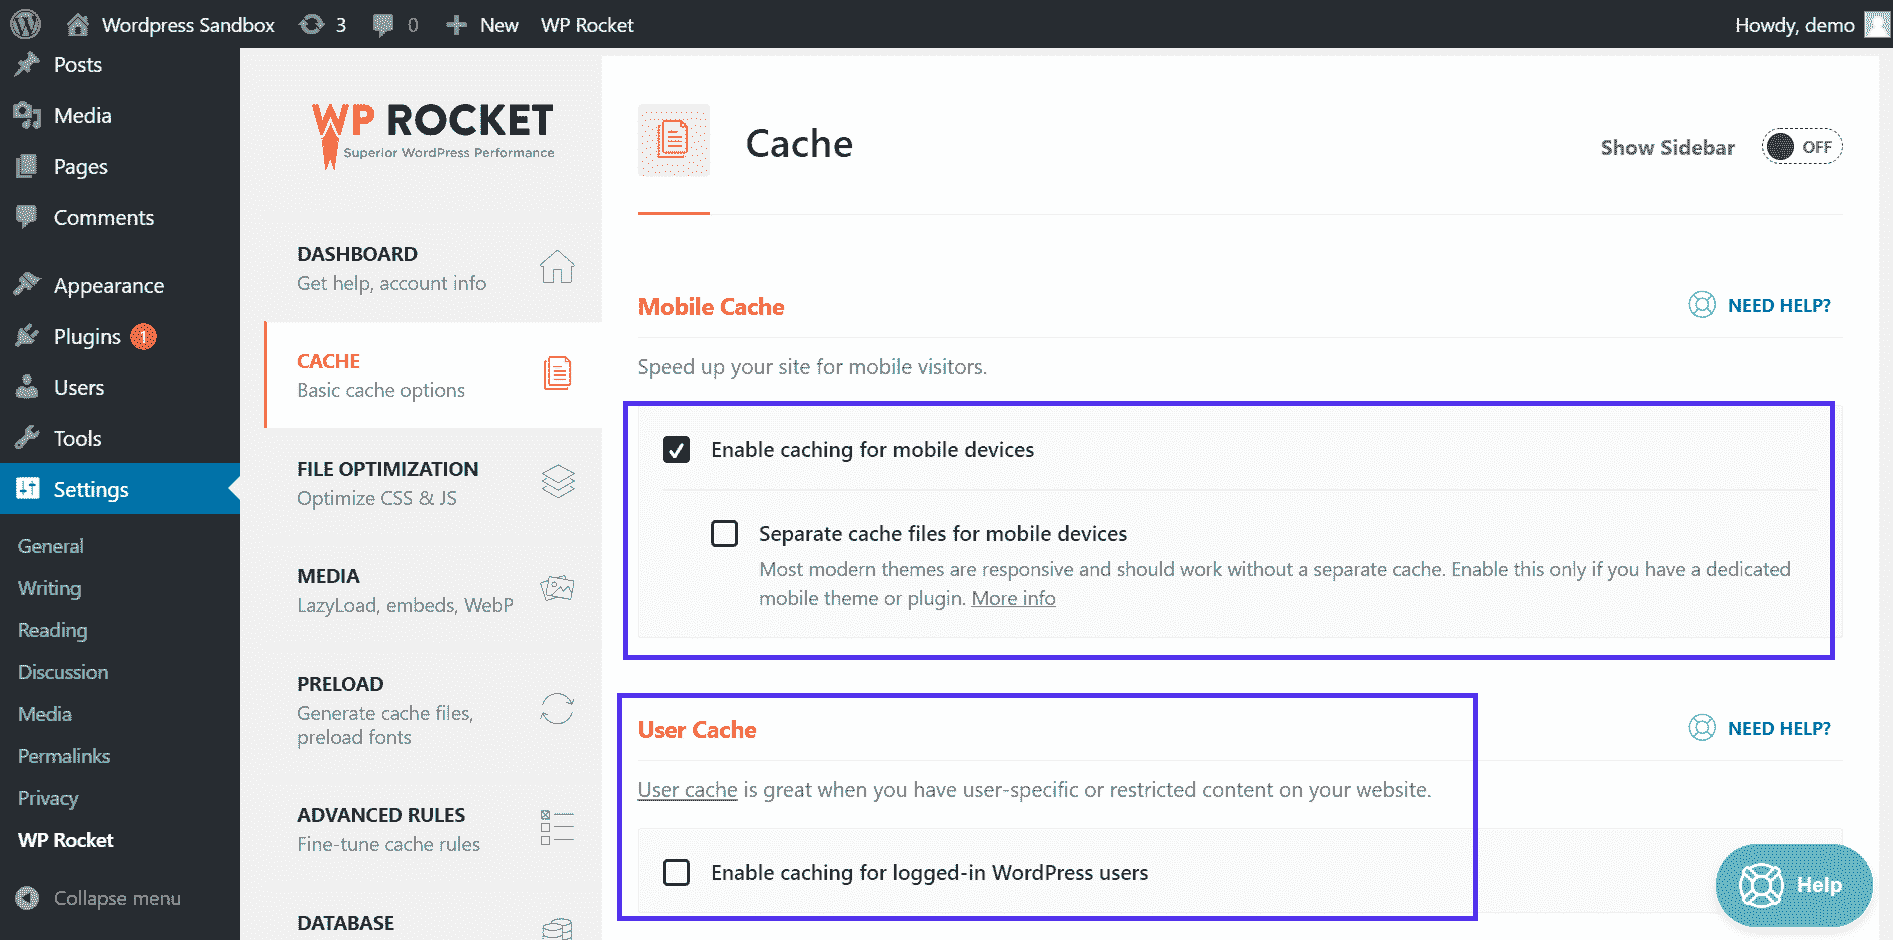 Wordpress Sandbox 3 0 New WP Rocket Howdy, demo
Posts
Media
Pages
Comments
Appearance
Plugins 1
Users
Tools
Settings
General
Writing
Reading
Discussion
Media
Permalinks
Privacy
WP Rocket
Collapse menu
WP ROCKET
Superior WordPress Performance
DASHBOARD
Get help, account info
CACHE
Basic cache options
FILE OPTIMIZATION
Optimize CSS & JS
MEDIA
LazyLoad, embeds, WebP
PRELOAD
Generate cache files,
preload fonts
ADVANCED RULES
Fine-tune cache rules
DATABASE
Cache
Show Sidebar OFF
Mobile Cache
NEED HELP?
Speed up your site for mobile visitors.
Enable caching for mobile devices
Separate cache files for mobile devices
Most modern themes are responsive and should work without a separate cache. Enable this only if you have a dedicated
mobile theme or plugin. More info
User Cache
NEED HELP?
User cache is great when you have user-specific or restricted content on your website.
Enable caching for logged-in WordPress users
Help